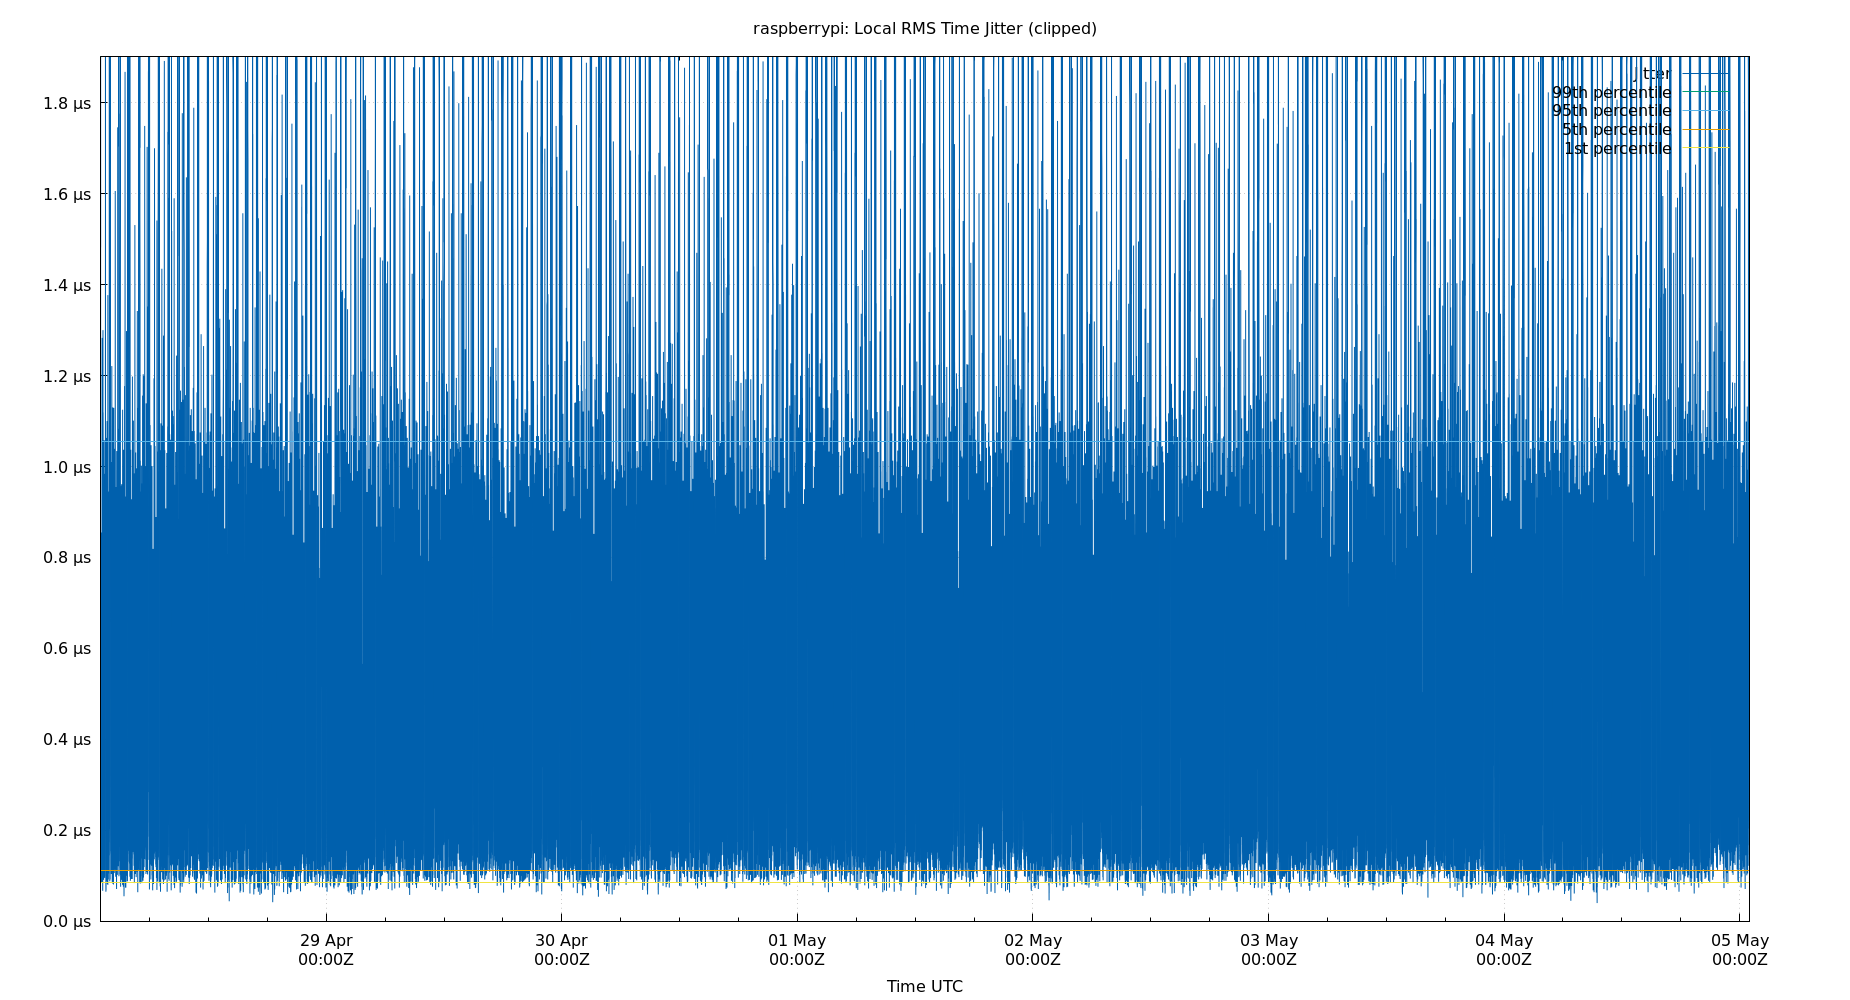 raspberrypi: Local RMS Time Jitter (clipped)
jitter
99th percentile
95th percentile
5th percentile
1st percentile
1.8 µs
1.6 µs
1.4 µs
1.2 µs
1.0 µs
0.8 µs
0.6 µs
0.4 µs
0.2 µs
0.0 µs
29 Apr 30 Apr 01 May 02 May 03 May 04 May 05 May
00:00Z 00:00Z 00:00Z 00:00Z 00:00Z 00:00Z 00:00Z
Time UTC